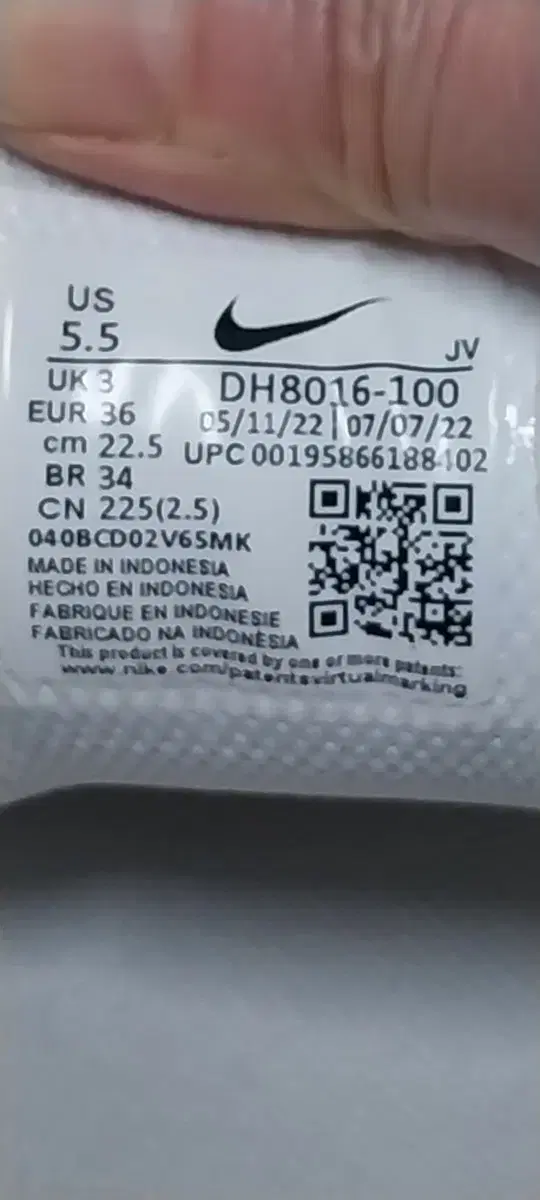 US
5.5
JV
UK 3
DH8016-100
EUR 36
05/11/22 | 07/07/22
cm 22.5
UPC 00195866188402
BR 34
CN 225(2.5)
040BCD02V65MK
MADE IN INDONESIA
HECHO EN INDONESIA
FABRIQUE EN INDONESIE
FABRICADO NA INDONÉSIA
This product is covered by one or more patents:
www.nike.com/patentsvirtualmarking